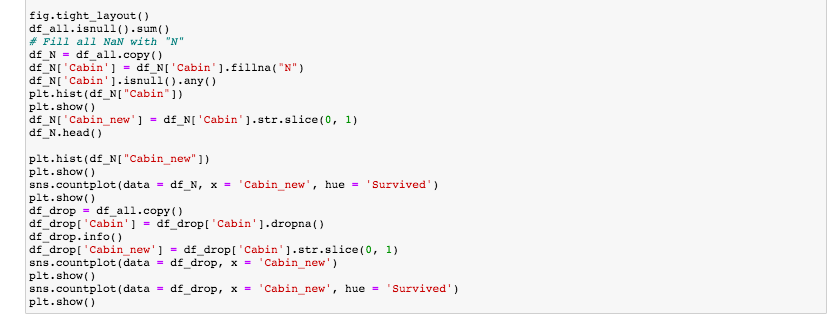 fig.tight_layout()
df_all.isnull().sum()
# Fill all NaN with "N"
df_N = df_all.copy()
df_N['Cabin'] = df_N['Cabin'].fillna("N")
df_N['Cabin'].isnull().any()
plt.hist(df_N["Cabin"])
plt.show()
df_N['Cabin_new'] = df_N['Cabin'].str.slice(0, 1)
df_N.head()

plt.hist(df_N["Cabin_new"])
plt.show()
sns.countplot(data = df_N, x = 'Cabin_new', hue = 'Survived')
plt.show()
df_drop = df_all.copy()
df_drop['Cabin'] = df_drop['Cabin'].dropna()
df_drop.info()
df_drop['Cabin_new'] = df_drop['Cabin'].str.slice(0, 1)
sns.countplot(data = df_drop, x = 'Cabin_new')
plt.show()
sns.countplot(data = df_drop, x = 'Cabin_new', hue = 'Survived')
plt.show()